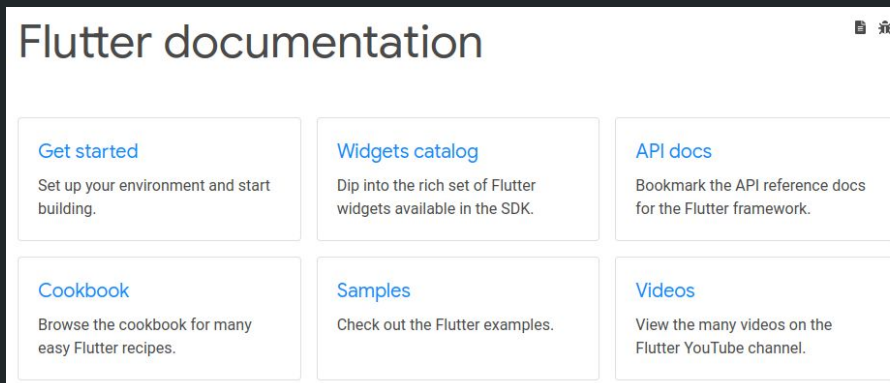 Flutter documentation
Get started
Set up your environment and start
building.
Widgets catalog
Dip into the rich set of Flutter
widgets available in the SDK.
API docs
Bookmark the API reference docs
for the Flutter framework.
Cookbook
Browse the cookbook for many
easy Flutter recipes.
Samples
Check out the Flutter examples.
Videos
View the many videos on the
Flutter YouTube channel.